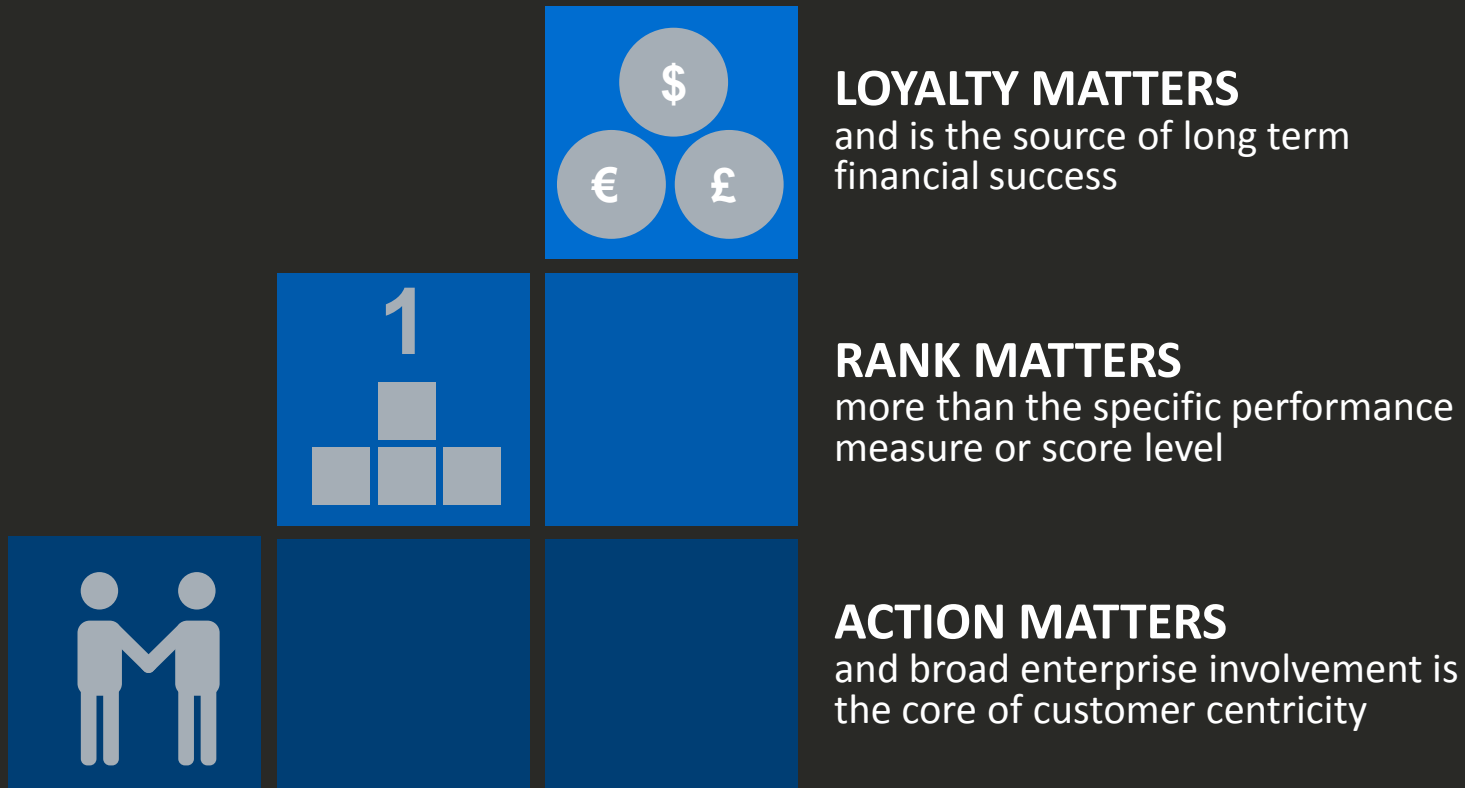 $
€ £
LOYALTY MATTERS
and is the source of long term
financial success
1
RANK MATTERS
more than the specific performance
measure or score level
ACTION MATTERS
and broad enterprise involvement is
the core of customer centricity